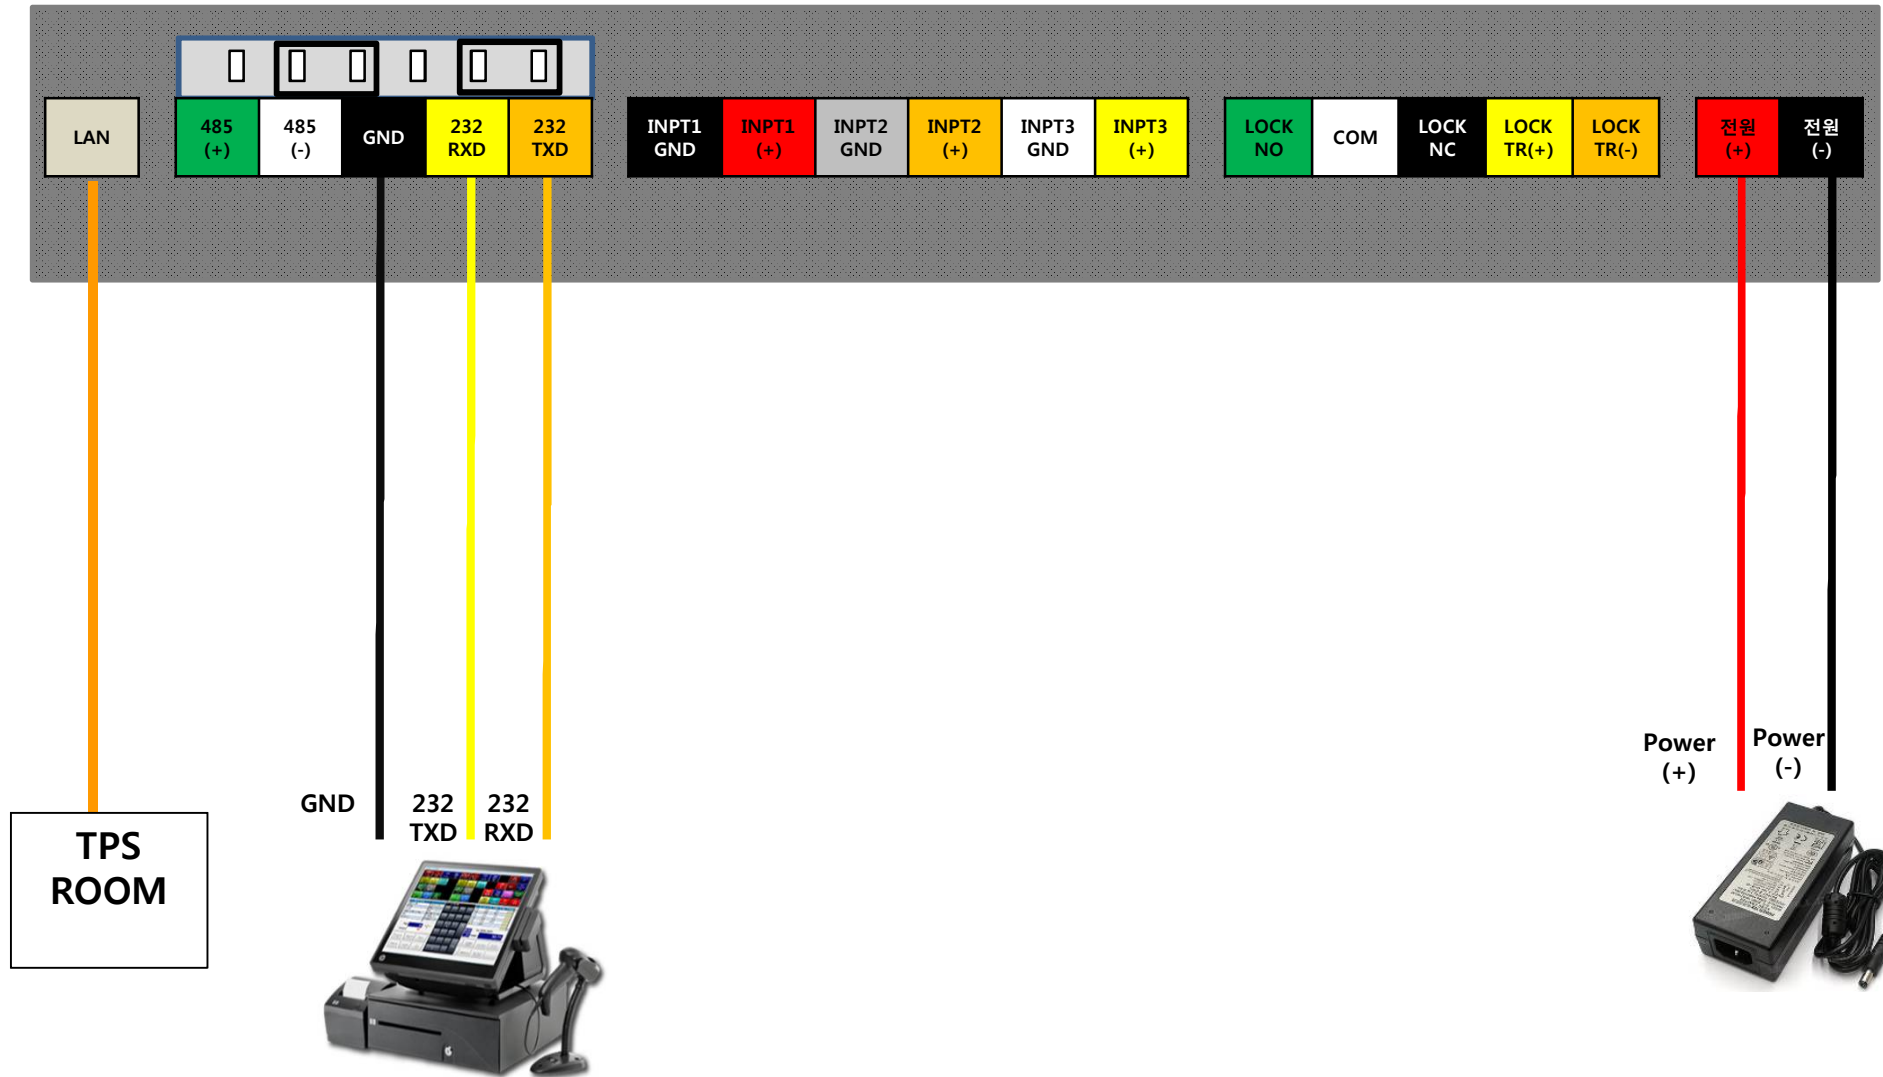 LAN
485
(+)
485
(-)
GND
232
RXD
232
TXD
INPT1
GND
INPT1
(+)
INPT2
GND
INPT2
(+)
INPT3
GND
INPT3
(+)
LOCK
NO
COM
LOCK
NC
LOCK
TR(+)
LOCK
TR(-)
전원
(+)
전원
(-)
Power
(+)
Power
(-)
GND
232
TXD
232
RXD
TPS
ROOM